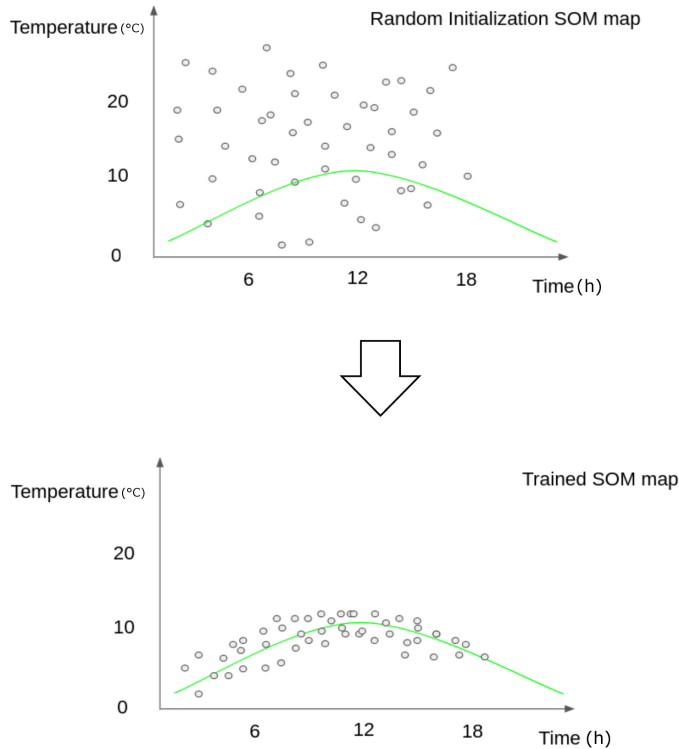 Random Initialization SOM map
Temperature (°C)
20
10
0
6 12 18
Time (h)
Trained SOM map
Temperature (°C)
20
10
0
6 12 18
Time (h)